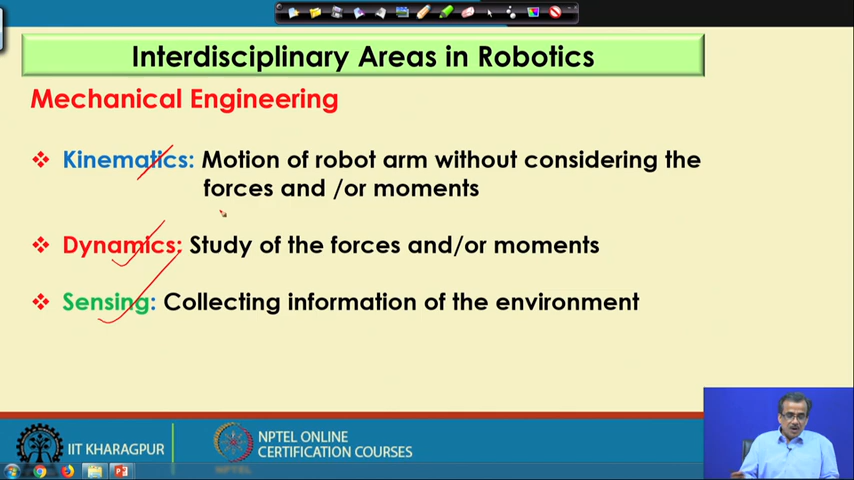 Interdisciplinary Areas in Robotics
Mechanical Engineering
❖ Kinematics: Motion of robot arm without considering the
forces and /or moments
❖ Dynamics: Study of the forces and/or moments
❖ Sensing: Collecting information of the environment
IIT KHARAGPUR
NPTEL ONLINE
CERTIFICATION COURSES
NPTEL